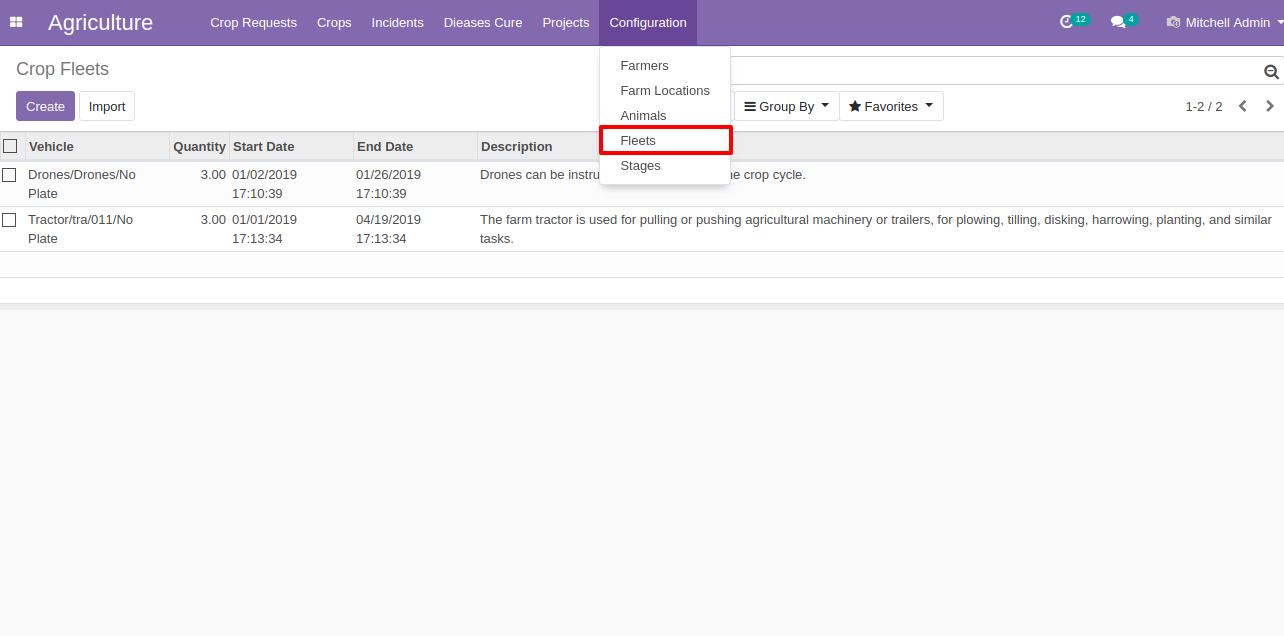 Agriculture Crop Requests Crops Incidents Dieases Cure Projects Configuration 12 4 Mitchell Admin
Crop Fleets
Farmers
Farm Locations
Animals
Fleets
Stages
Create Import Group By Favorites 1-2 / 2
Vehicle Quantity Start Date End Date Description
Drones/Drones/No Plate 3.00 01/02/2019 17:10:39 01/26/2019 17:10:39 Drones can be crop cycle.
Tractor/tra/011/No Plate 3.00 01/01/2019 17:13:34 04/19/2019 17:13:34 The farm tractor is used for pulling or pushing agricultural machinery or trailers, for plowing, tilling, disking, harrowing, planting, and similar tasks.